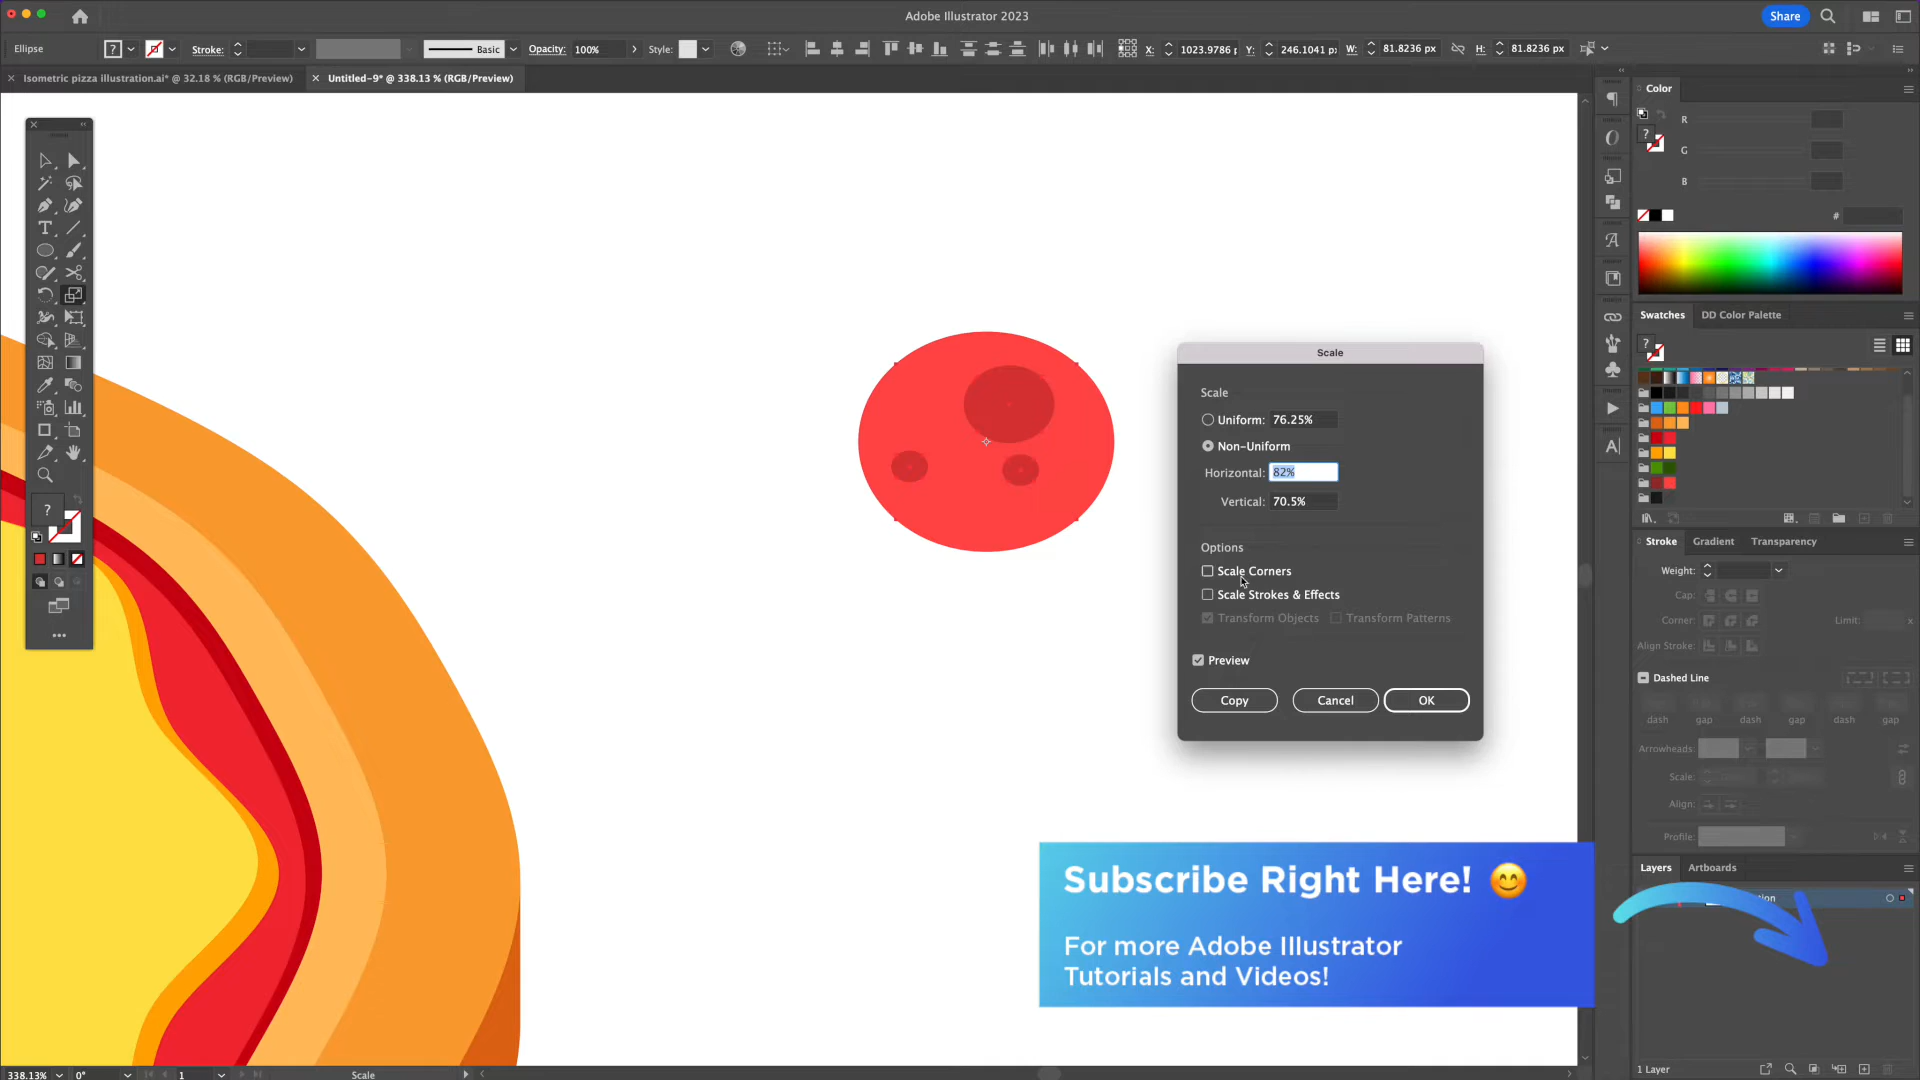 Adobe Illustrator 2023
Share
Ellipse
?
Stroke:
Basic
Opacity:
100%
Style:
X:
1023.9786
Y:
246.1041
W:
81.8236 px
H:
81.8236 px
Isometric pizza illustration.ai* @ 32.18 % (RGB/Preview)
Untitled-9* @ 338.13 % (RGB/Preview)
Color
?
R
G
B
#
Swatches
DD Color Palette
?
Scale
Scale
Uniform:
76.25%
Non-Uniform
Horizontal:
82%
Vertical:
70.5%
Options
Scale Corners
Scale Strokes & Effects
Transform Objects
Transform Patterns
Preview
Copy
Cancel
OK
?
Stroke
Gradient
Transparency
Weight:
Cap:
Corner:
Limit:
x
Align Stroke:
Dashed Line
dash
gap
dash
gap
dash
gap
Arrowheads:
Scale:
Align:
Profile:
Layers
Artboards
Subscribe Right Here! 😊
For more Adobe Illustrator
Tutorials and Videos!
1 Layer
338.13%
0°
1
Scale